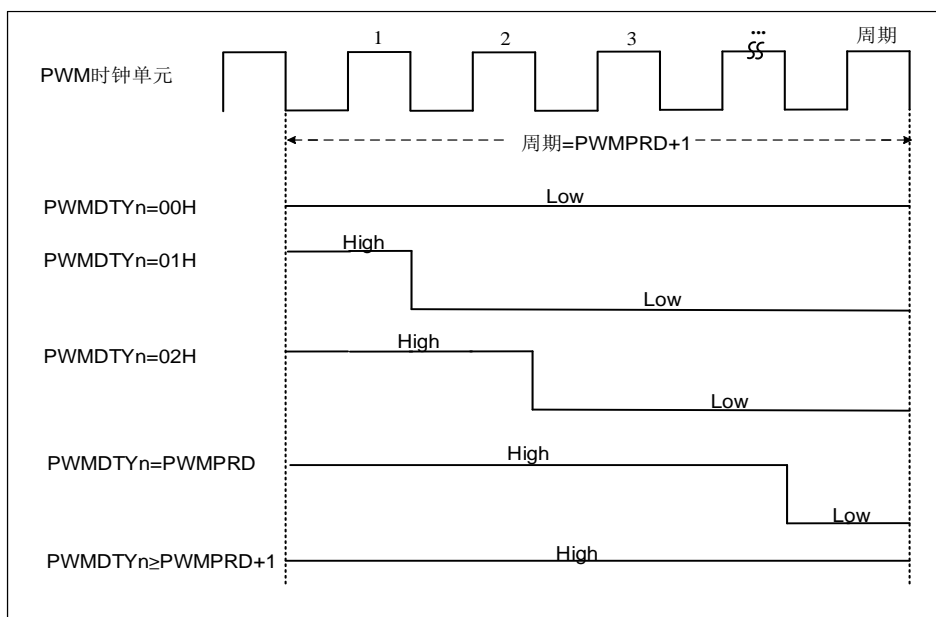 1 2 3 ... 周期
PWM时钟单元
周期=PWMPRD+1
PWMDTYn=00H Low
High
PWMDTYn=01H
Low
PWMDTYn=02H High
Low
PWMDTYn=PWMPRD High
Low
PWMDTYn≥PWMPRD+1 High